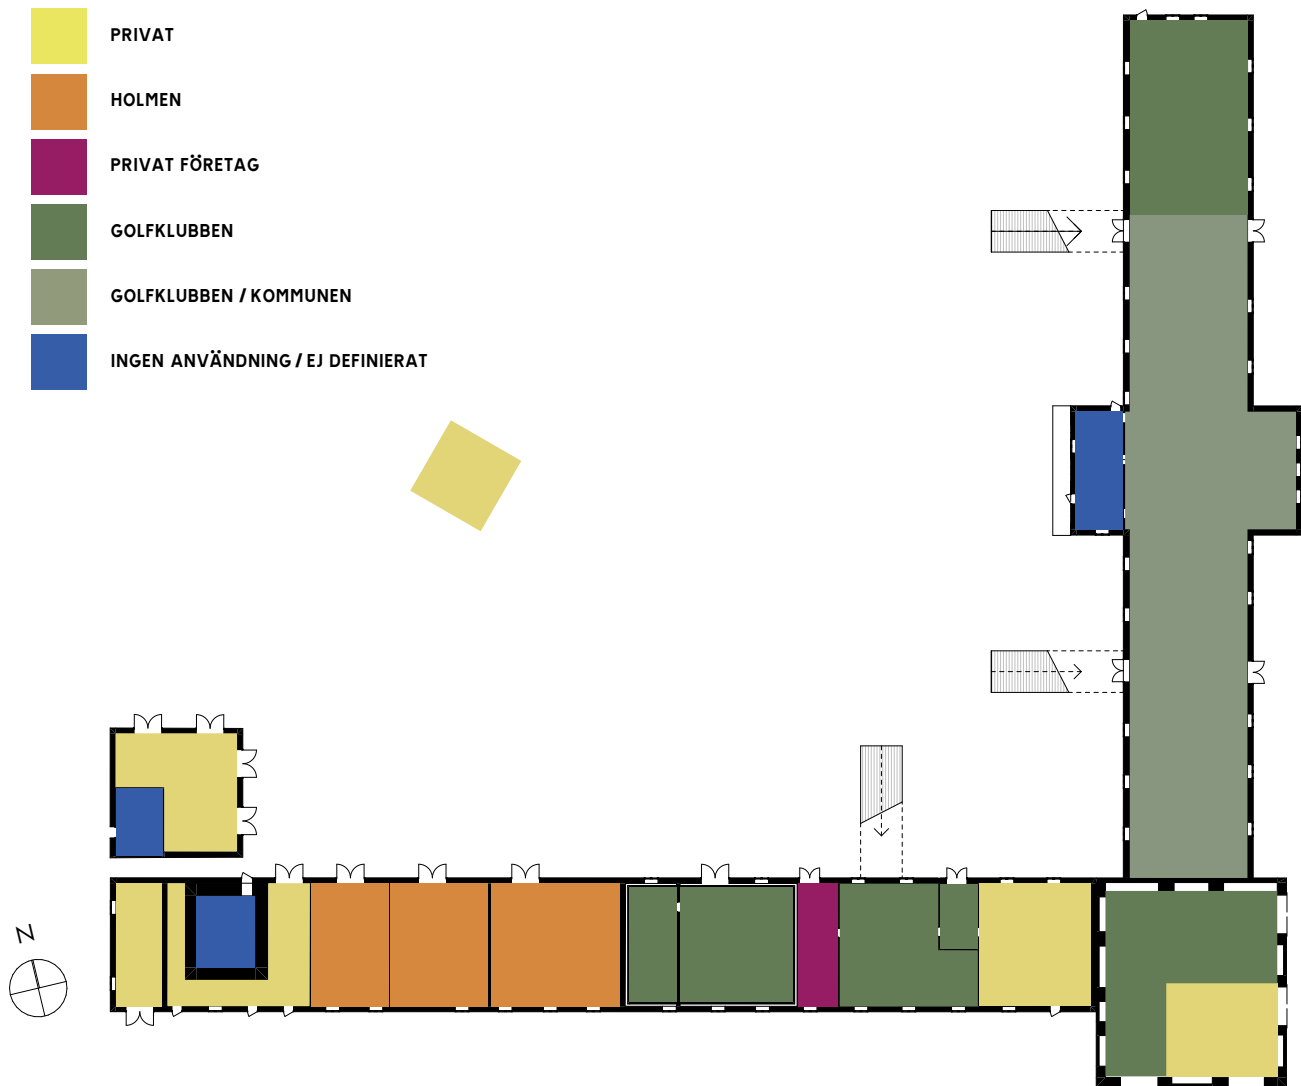 PRIVAT
HOLMEN
PRIVAT FÖRETAG
GOLFKLUBBEN
GOLFKLUBBEN / KOMMUNEN
INGEN ANVÄNDNING / EJ DEFINIERAT
N